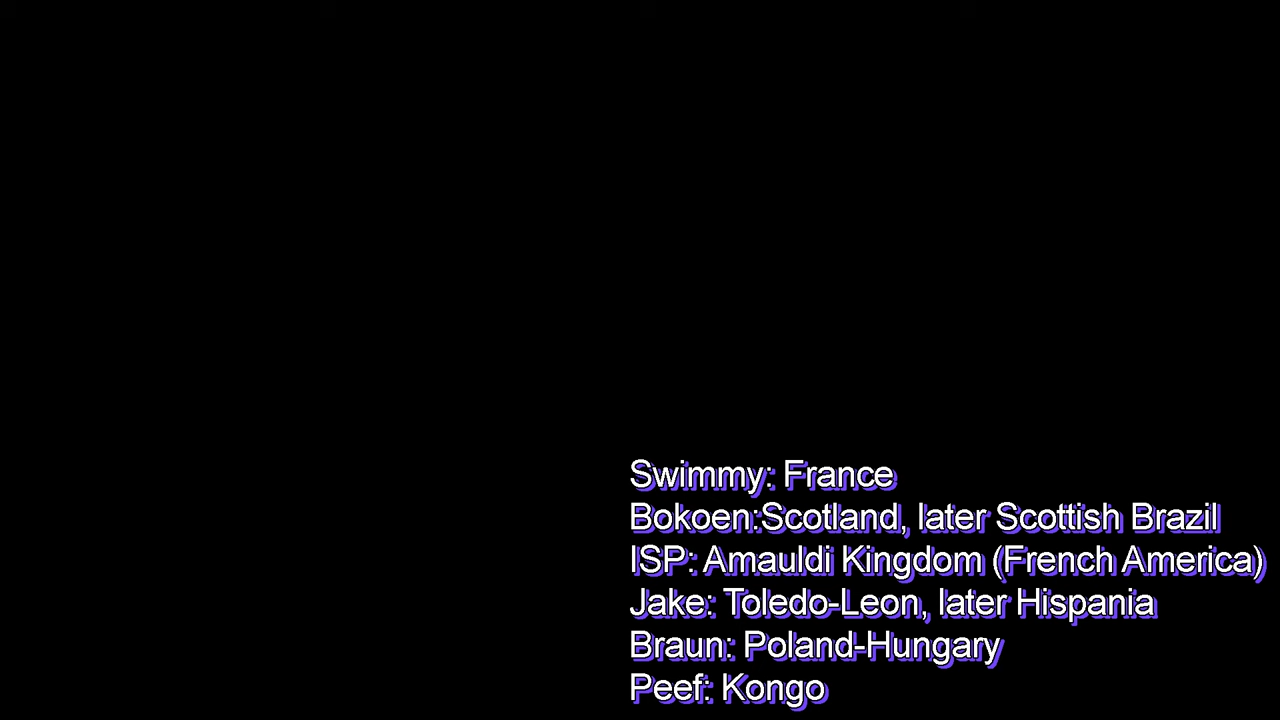 Swimmy: France
Bokoen:Scotland, later Scottish Brazil
ISP: Amauldi Kingdom (French America)
Jake: Toledo-Leon, later Hispania
Braun: Poland-Hungary
Peef: Kongo